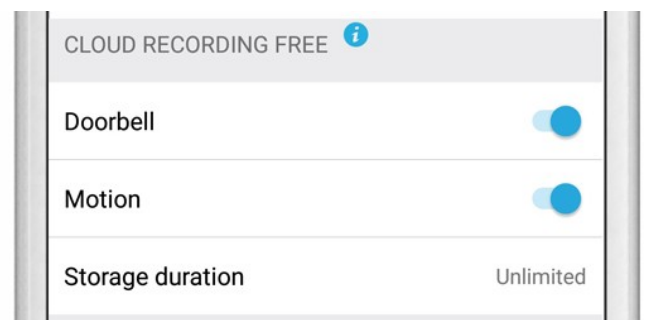 CLOUD RECORDING FREE i
Doorbell
Motion
Storage duration Unlimited